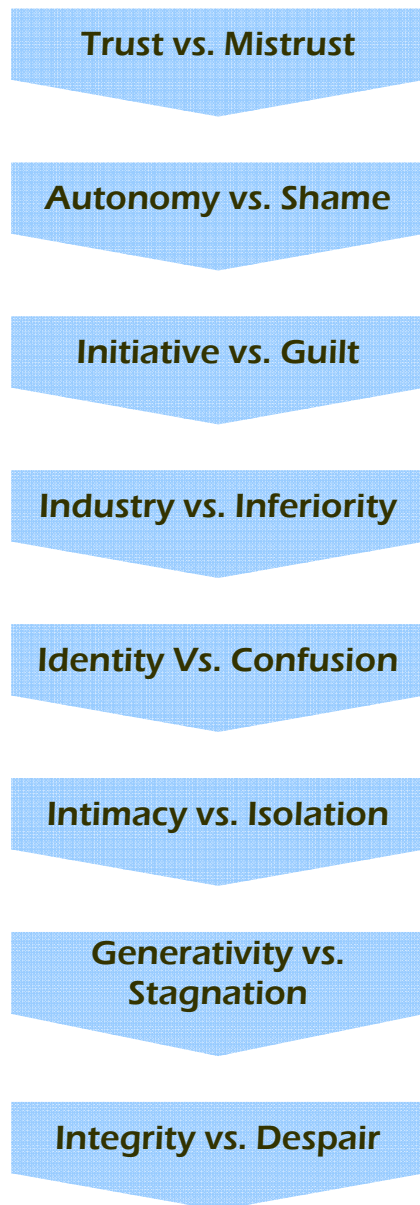 Trust vs. Mistrust
Autonomy vs. Shame
Initiative vs. Guilt
Industry vs. Inferiority
Identity Vs. Confusion
Intimacy vs. Isolation
Generativity vs.
Stagnation
Integrity vs. Despair